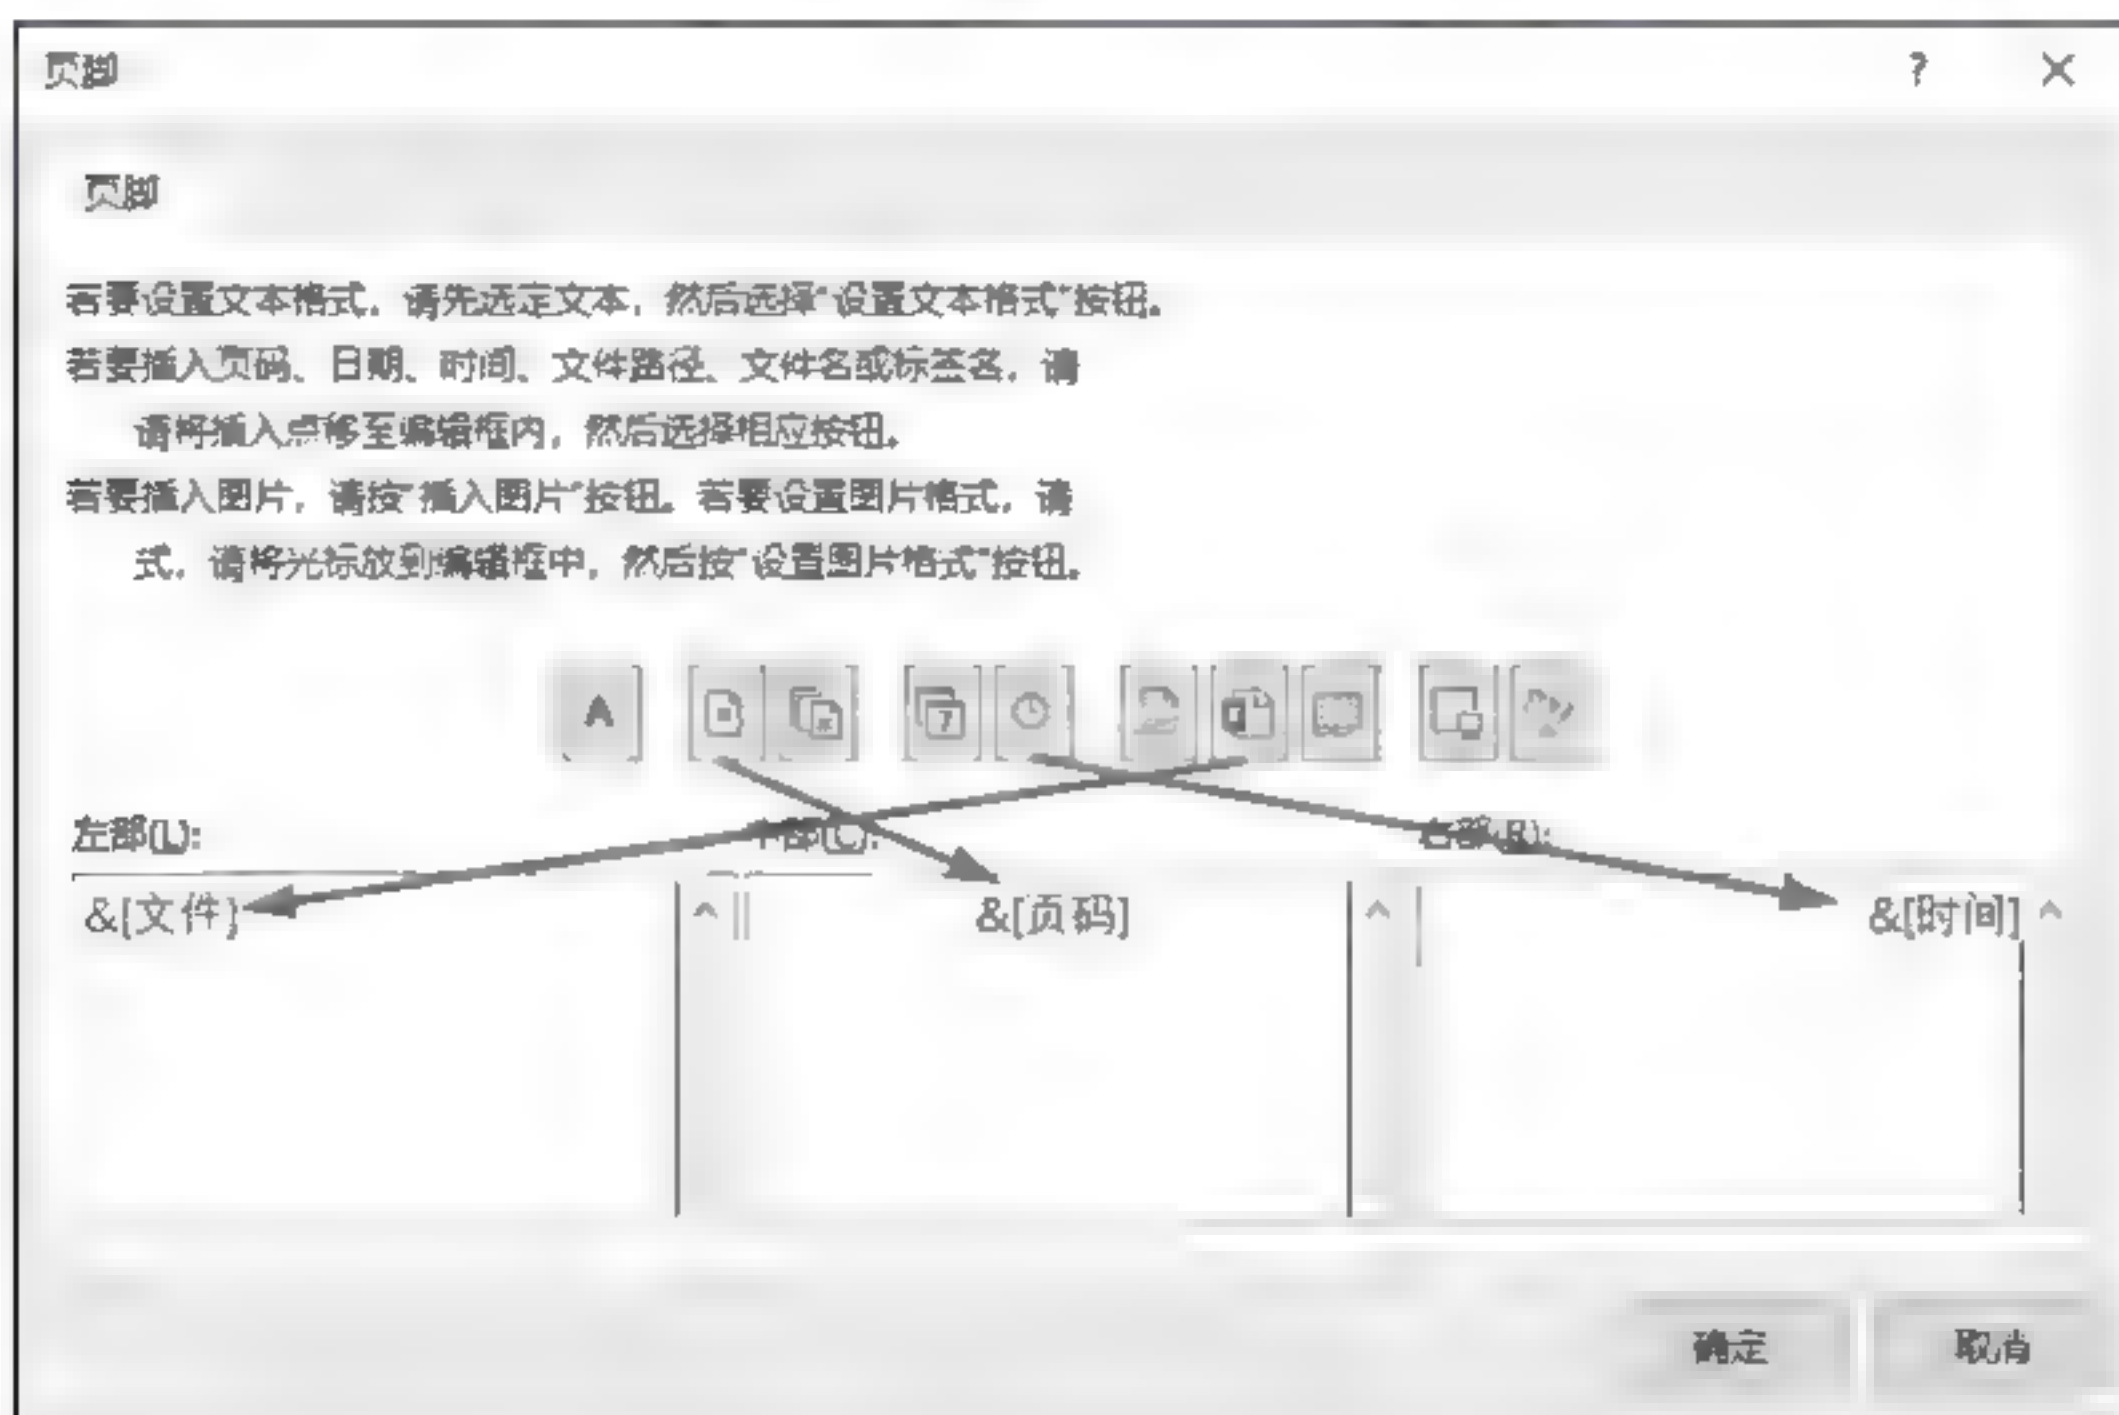 页脚
?
×
页脚
若要设置文本格式，请先选定文本，然后选择"设置文本格式"按钮。
若要插入页码、日期、时间、文件路径、文件名或标签名，请
请将插入点移至编辑框内，然后选择相应按钮。
若要插入图片，请按"插入图片"按钮。若要设置图片格式，请
式，请将光标放到编辑框中，然后按"设置图片格式"按钮。
A
7
左部(L): 中部(C): 右部(R):
&[文件] &[页码] &[时间]
确定 取消